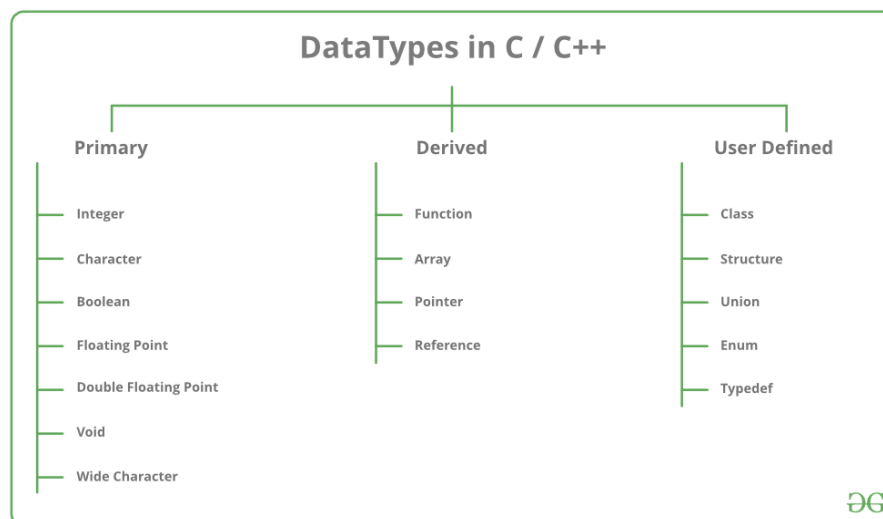 DataTypes in C / C++
Primary
Integer
Character
Boolean
Floating Point
Double Floating Point
Void
Wide Character
Derived
Function
Array
Pointer
Reference
User Defined
Class
Structure
Union
Enum
Typedef